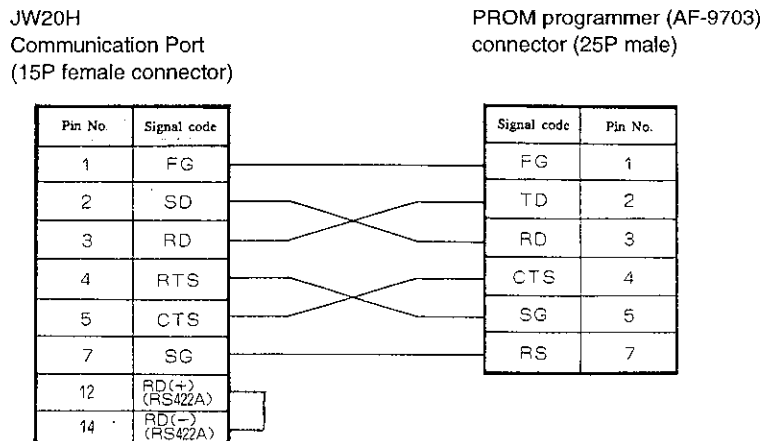 JW20H
Communication Port
(15P female connector)
PROM programmer (AF-9703)
connector (25P male)
Pin No. Signal code
1 FG
2 SD
3 RD
4 RTS
5 CTS
7 SG
12 RD(+)
(RS422A)
14 RD(−)
(RS422A)
Signal code Pin No.
FG 1
TD 2
RD 3
CTS 4
SG 5
RS 7